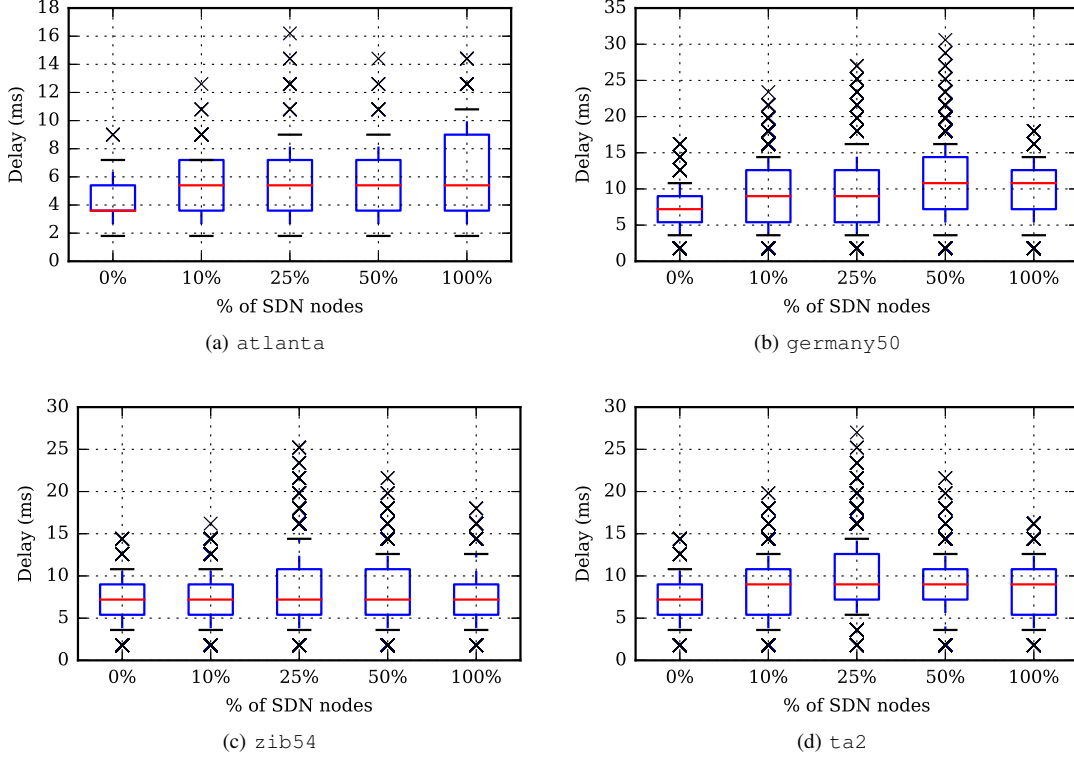 18
16
14
12
10
8
6
4
2
0
Delay (ms)
0% 10% 25% 50% 100%
% of SDN nodes
(a) atlanta
35
30
25
20
15
10
5
0
Delay (ms)
0% 10% 25% 50% 100%
% of SDN nodes
(b) germany50
30
25
20
15
10
5
0
Delay (ms)
0% 10% 25% 50% 100%
% of SDN nodes
(c) zib54
30
25
20
15
10
5
0
Delay (ms)
0% 10% 25% 50% 100%
% of SDN nodes
(d) ta2